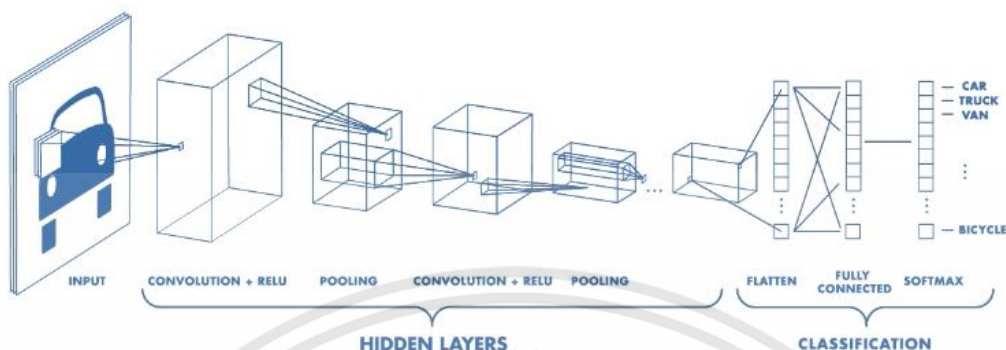 CAR
TRUCK
VAN
BICYCLE
INPUT
CONVOLUTION + RELU
POOLING
CONVOLUTION + RELU
POOLING
FLATTEN
FULLY
CONNECTED
SOFTMAX
HIDDEN LAYERS
CLASSIFICATION